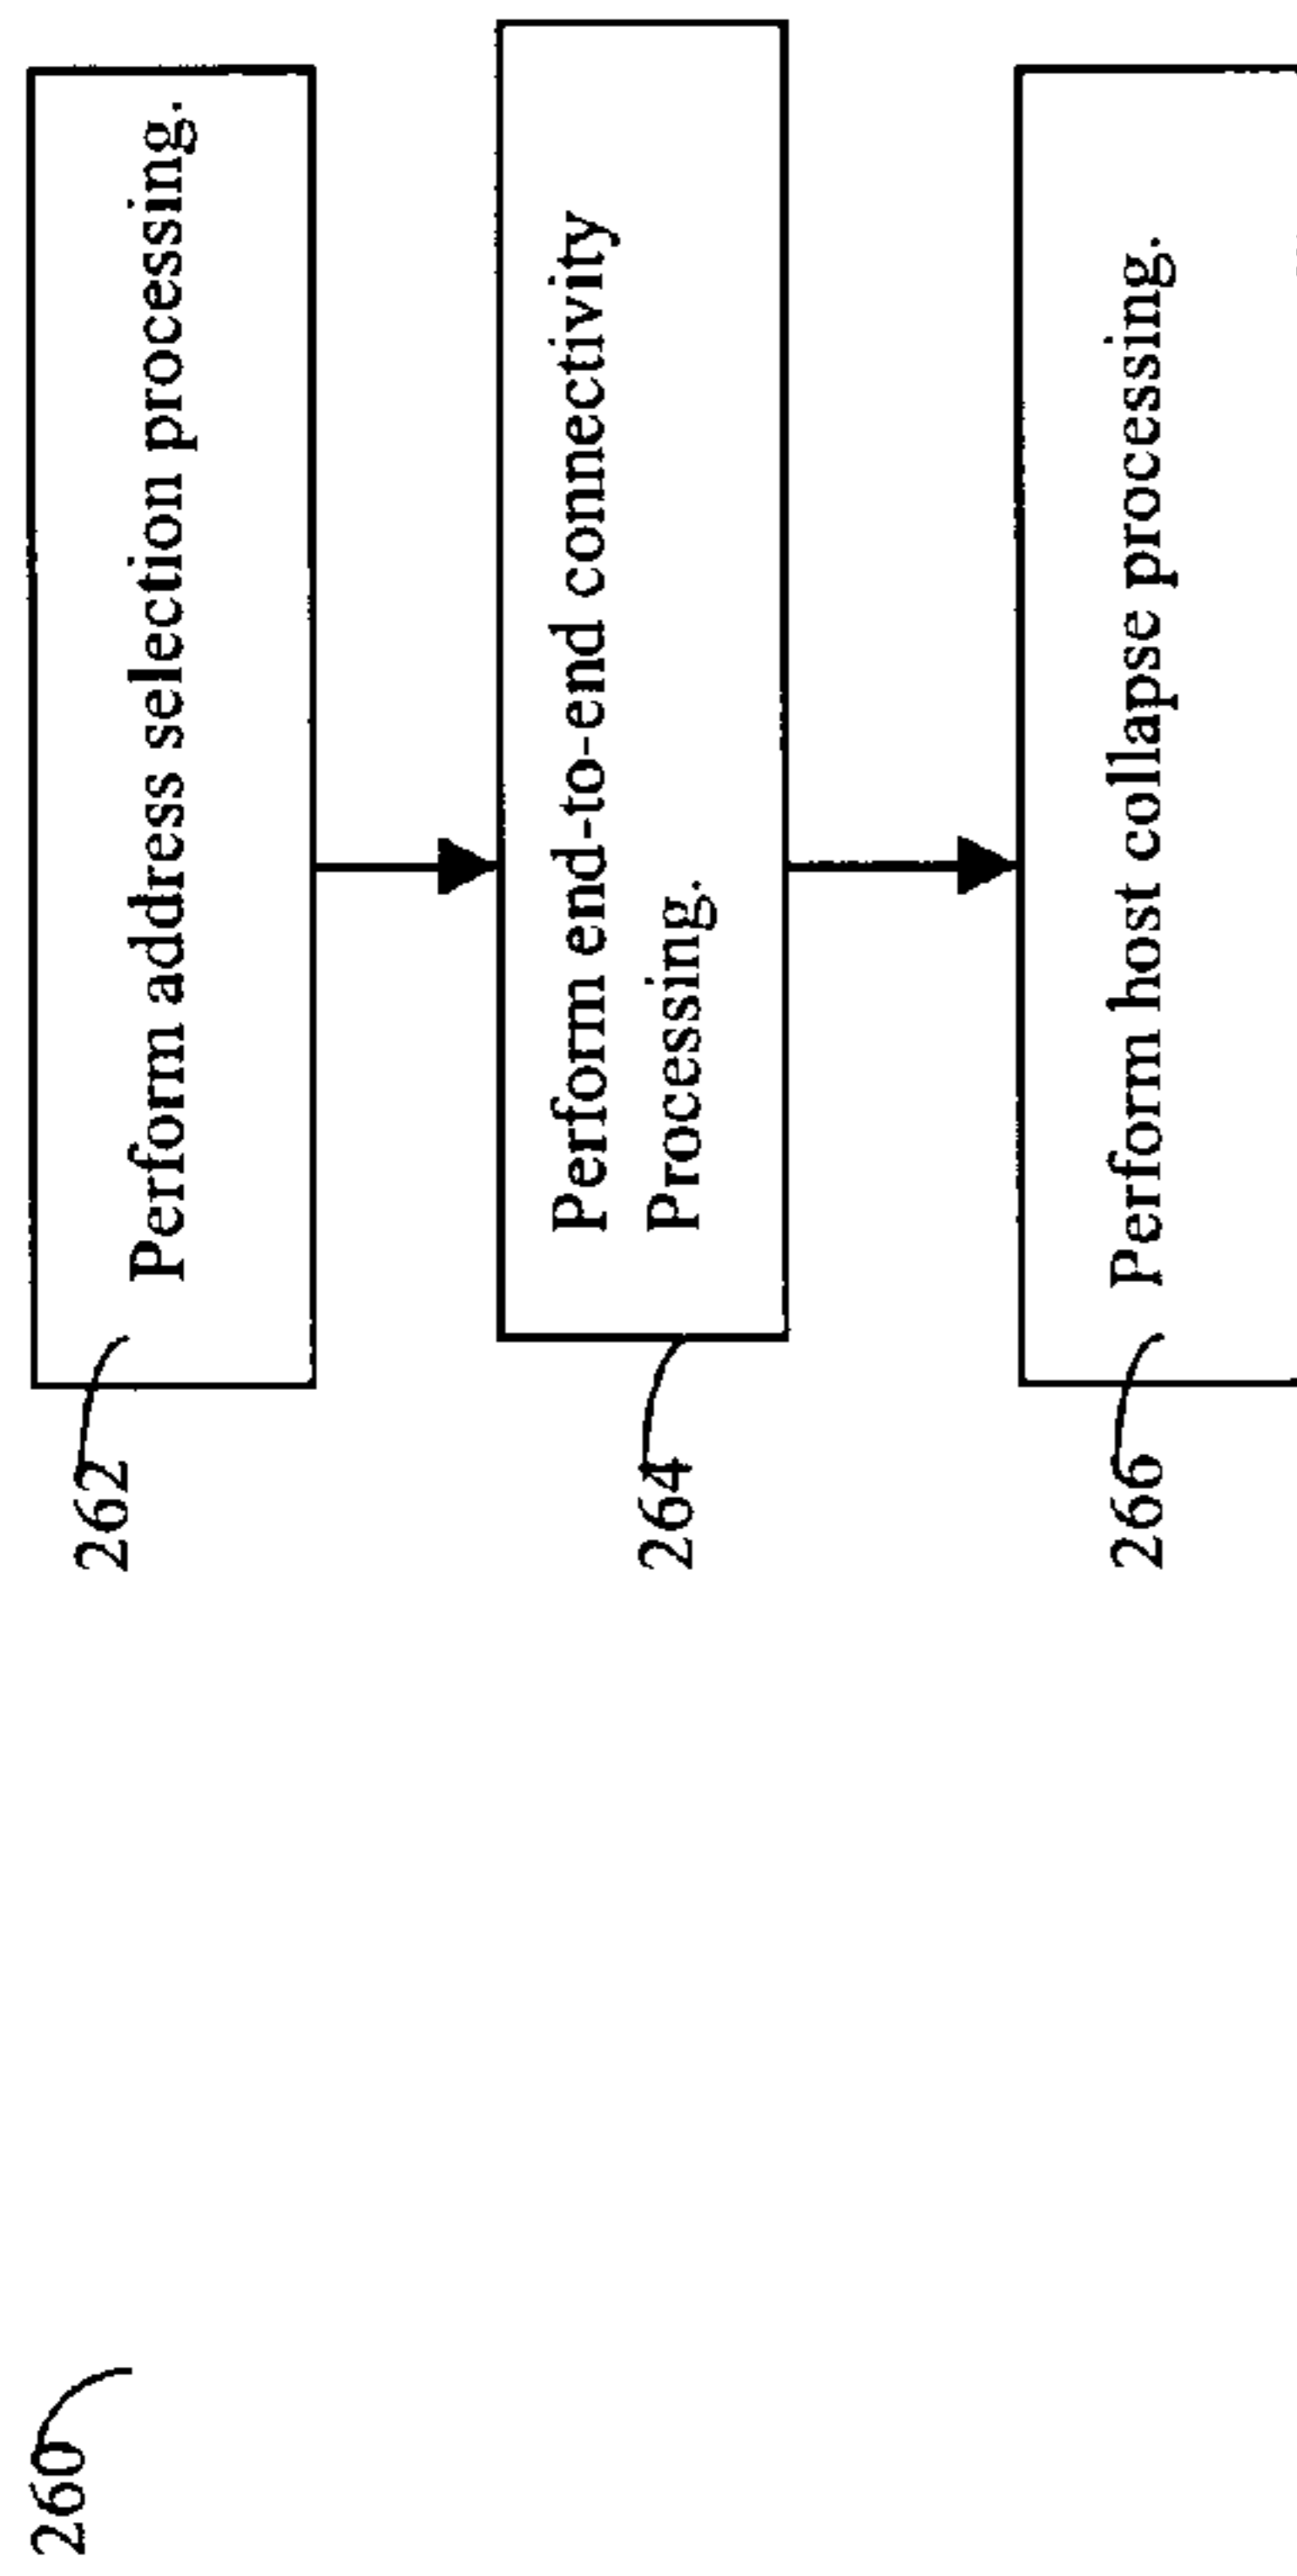 260
262
Perform address selection processing.
264
Perform end-to-end connectivity
Processing.
266
Perform host collapse processing.